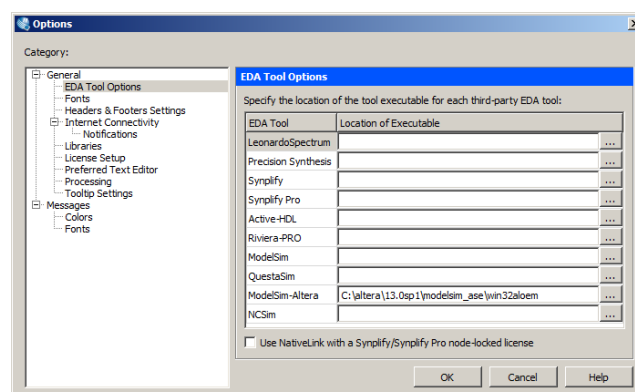 Options
Category:
General
EDA Tool Options
Fonts
Headers & Footers Settings
Internet Connectivity
Notifications
Libraries
License Setup
Preferred Text Editor
Processing
Tooltip Settings
Messages
Colors
Fonts
EDA Tool Options
Specify the location of the tool executable for each third-party EDA tool:
EDA Tool Location of Executable
LeonardoSpectrum ...
Precision Synthesis ...
Synplify ...
Synplify Pro ...
Active-HDL ...
Riviera-PRO ...
ModelSim ...
QuestaSim ...
ModelSim-Altera C:\altera\13.0sp1\modelsim_ase\win32aloem ...
NCSim ...
Use NativeLink with a Synplify/Synplify Pro node-locked license
OK Cancel Help